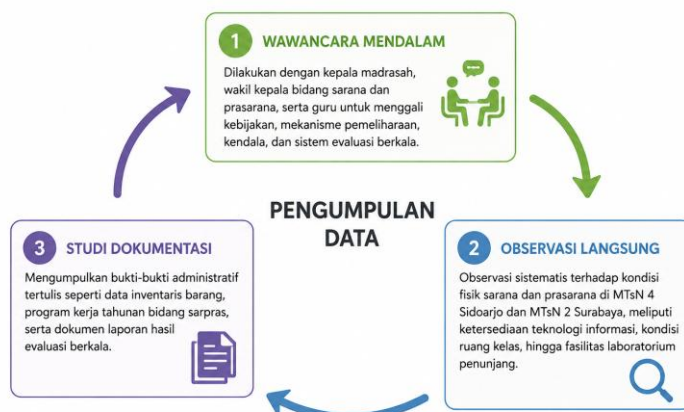 1 WAWANCARA MENDALAM
Dilakukan dengan kepala madrasah,
wakil kepala bidang sarana dan
prasarana, serta guru untuk menggali
kebijakan, mekanisme pemeliharaan,
kendala, dan sistem evaluasi berkala.
PENGUMPULAN
DATA
2 OBSERVASI LANGSUNG
Observasi sistematis terhadap kondisi
fisik sarana dan prasarana di MTsN 4
Sidoarjo dan MTsN 2 Surabaya, meliputi
ketersediaan teknologi informasi, kondisi
ruang kelas, hingga fasilitas laboratorium
penunjang.
3 STUDI DOKUMENTASI
Mengumpulkan bukti-bukti administratif
tertulis seperti data inventaris barang,
program kerja tahunan bidang sarpras,
serta dokumen laporan hasil
evaluasi berkala.